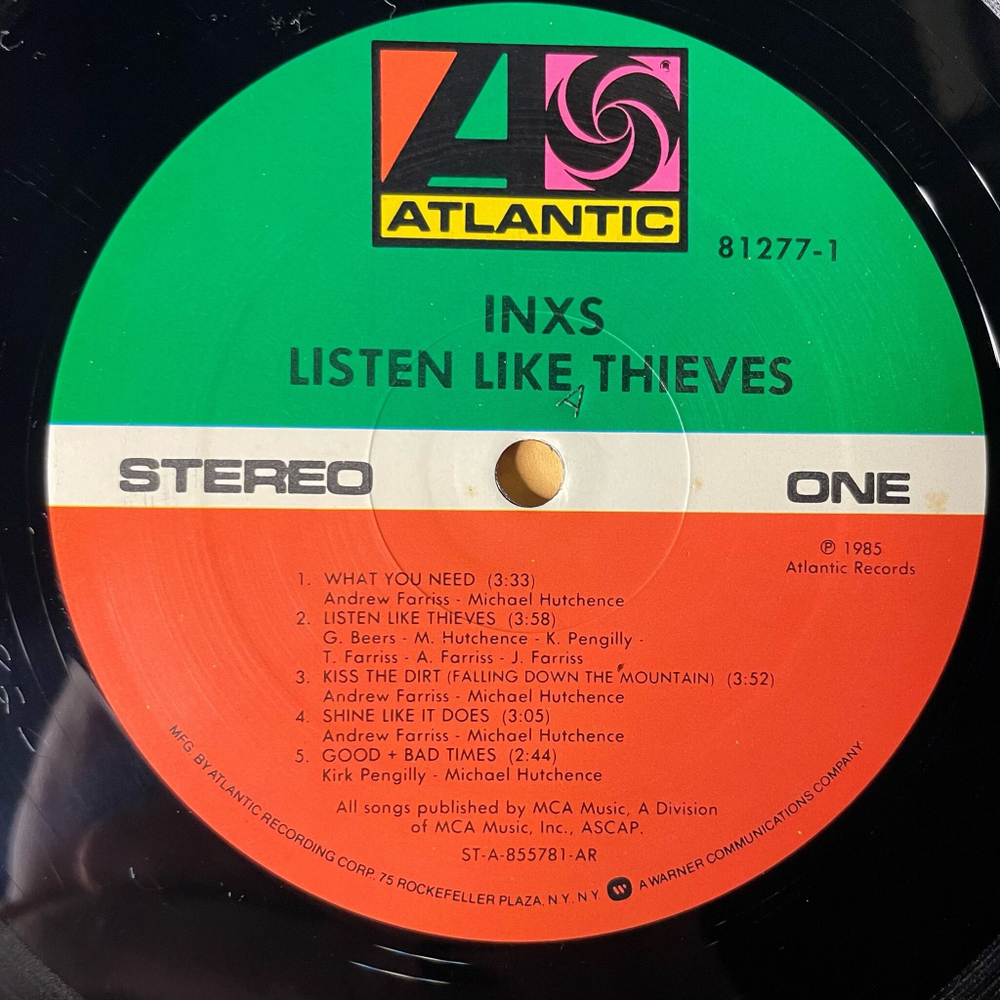 ATLANTIC
81277-1
INXS
LISTEN LIKE THIEVES
A
STEREO
ONE
℗ 1985
Atlantic Records
1. WHAT YOU NEED (3:33)
Andrew Farriss - Michael Hutchence
2. LISTEN LIKE THIEVES (3:58)
G. Beers - M. Hutchence - K. Pengilly -
T. Farriss - A. Farriss - J. Farriss
3. KISS THE DIRT (FALLING DOWN THE MOUNTAIN) (3:52)
Andrew Farriss - Michael Hutchence
4. SHINE LIKE IT DOES (3:05)
Andrew Farriss - Michael Hutchence
5. GOOD + BAD TIMES (2:44)
Kirk Pengilly - Michael Hutchence
All songs published by MCA Music, A Division
of MCA Music, Inc., ASCAP.
ST-A-855781-AR
MFG. BY ATLANTIC RECORDING CORP. 75 ROCKEFELLER PLAZA, N.Y., N.Y. A WARNER COMMUNICATIONS COMPANY